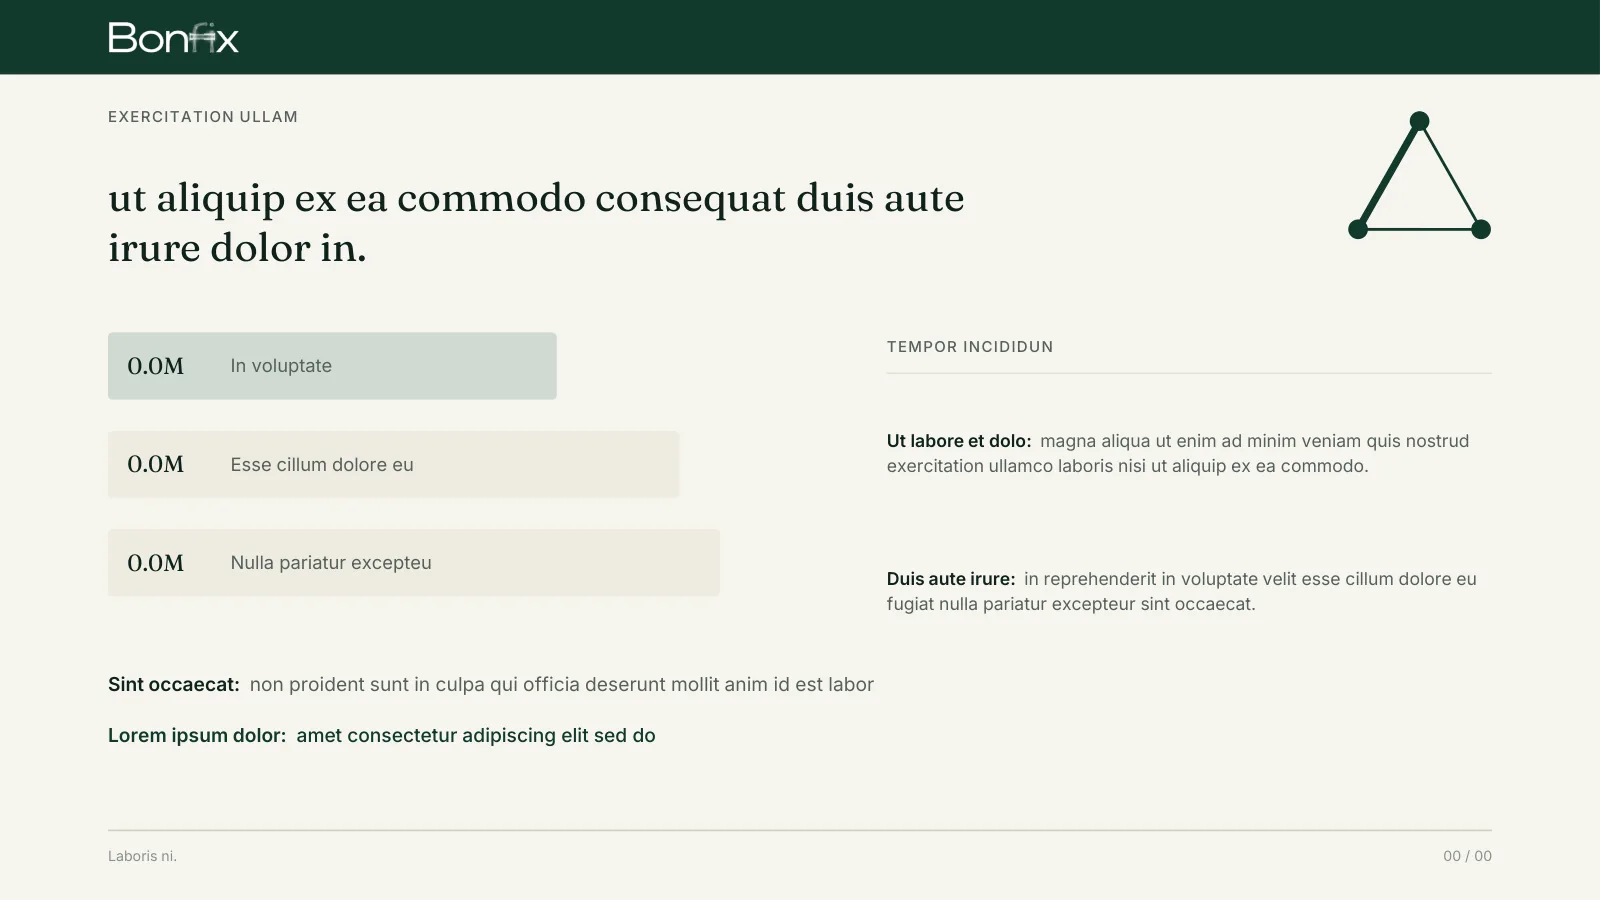 Bonfix
EXERCITATION ULLAM
ut aliquip ex ea commodo consequat duis aute
irure dolor in.
0.0M In voluptate
0.0M Esse cillum dolore eu
0.0M Nulla pariatur excepteu
TEMPOR INCIDIDUN
Ut labore et dolo: magna aliqua ut enim ad minim veniam quis nostrud
exercitation ullamco laboris nisi ut aliquip ex ea commodo.
Duis aute irure: in reprehenderit in voluptate velit esse cillum dolore eu
fugiat nulla pariatur excepteur sint occaecat.
Sint occaecat: non proident sunt in culpa qui officia deserunt mollit anim id est labor
Lorem ipsum dolor: amet consectetur adipiscing elit sed do
Laboris ni.
00 / 00